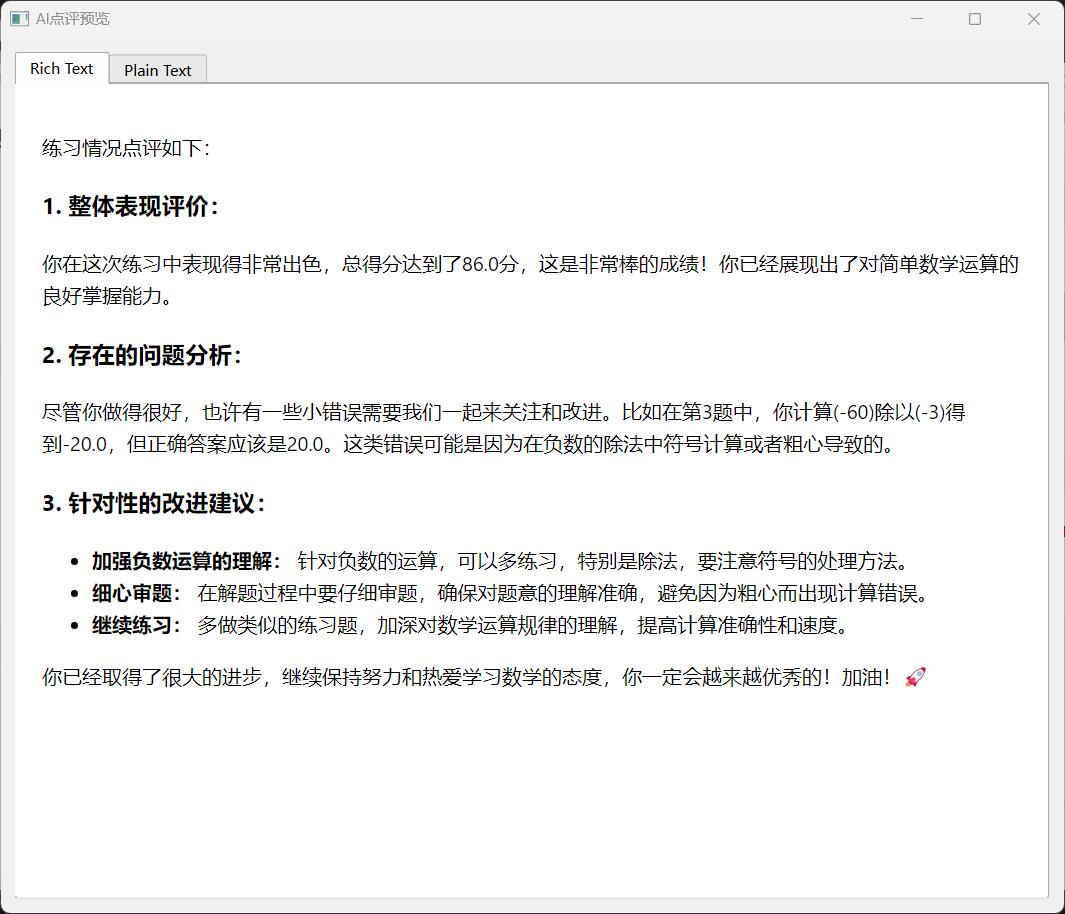 AI点评预览
Rich Text
Plain Text
练习情况点评如下：
1. 整体表现评价：
你在这次练习中表现得非常出色，总得分达到了86.0分，这是非常棒的成绩！你已经展现出了对简单数学运算的
良好掌握能力。
2. 存在的问题分析：
尽管你做得很好，也许有一些小错误需要我们一起来关注和改进。比如在第3题中，你计算(-60)除以(-3)得
到-20.0，但正确答案应该是20.0。这类错误可能是因为在负数的除法中符号计算或者粗心导致的。
3. 针对性的改进建议：
• 加强负数运算的理解： 针对负数的运算，可以多练习，特别是除法，要注意符号的处理方法。
• 细心审题： 在解题过程中要仔细审题，确保对题意的理解准确，避免因为粗心而出现计算错误。
• 继续练习： 多做类似的练习题，加深对数学运算规律的理解，提高计算准确性和速度。
你已经取得了很大的进步，继续保持努力和热爱学习数学的态度，你一定会越来越优秀的！加油！🚀